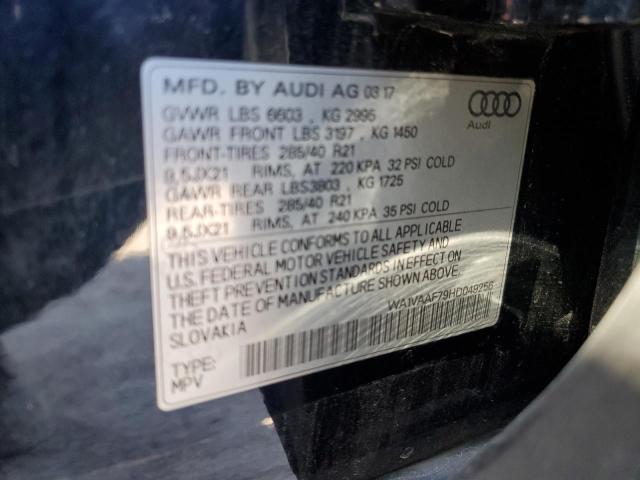 MFD. BY AUDI AG 03 17
Audi
GVWR LBS 6603 , KG 2995
GAWR FRONT LBS 3197 , KG 1450
FRONT-TIRES 285/40 R21
9,5JX21 RIMS, AT 220 KPA 32 PSI COLD
GAWR REAR LBS3803 , KG 1725
REAR-TIRES 285/40 R21
9,5JX21 RIMS, AT 240 KPA 35 PSI COLD
THIS VEHICLE CONFORMS TO ALL APPLICABLE
U.S. FEDERAL MOTOR VEHICLE SAFETY AND
THEFT PREVENTION STANDARDS IN EFFECT ON
THE DATE OF MANUFACTURE SHOWN ABOVE.
SLOVAKIA
WA1VAAF79HD049256
TYPE:
MPV